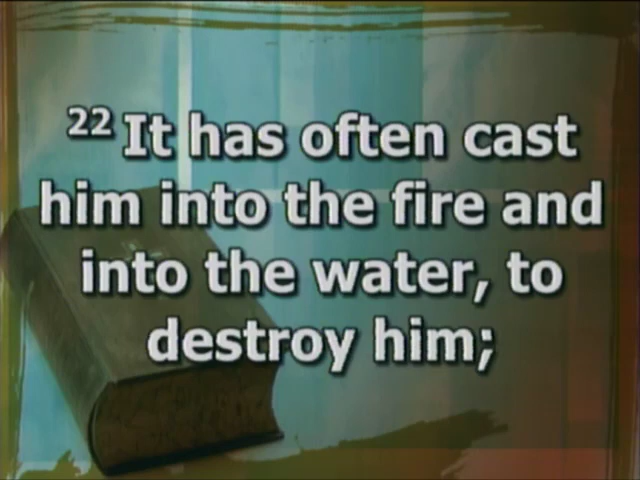 22 It has often cast
him into the fire and
into the water, to
destroy him;